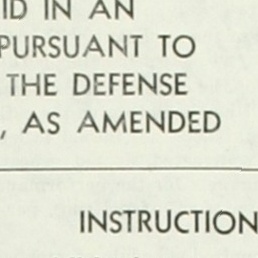 ID IN AN
PURSUANT TO
THE DEFENSE
, AS AMENDED
INSTRUCTION